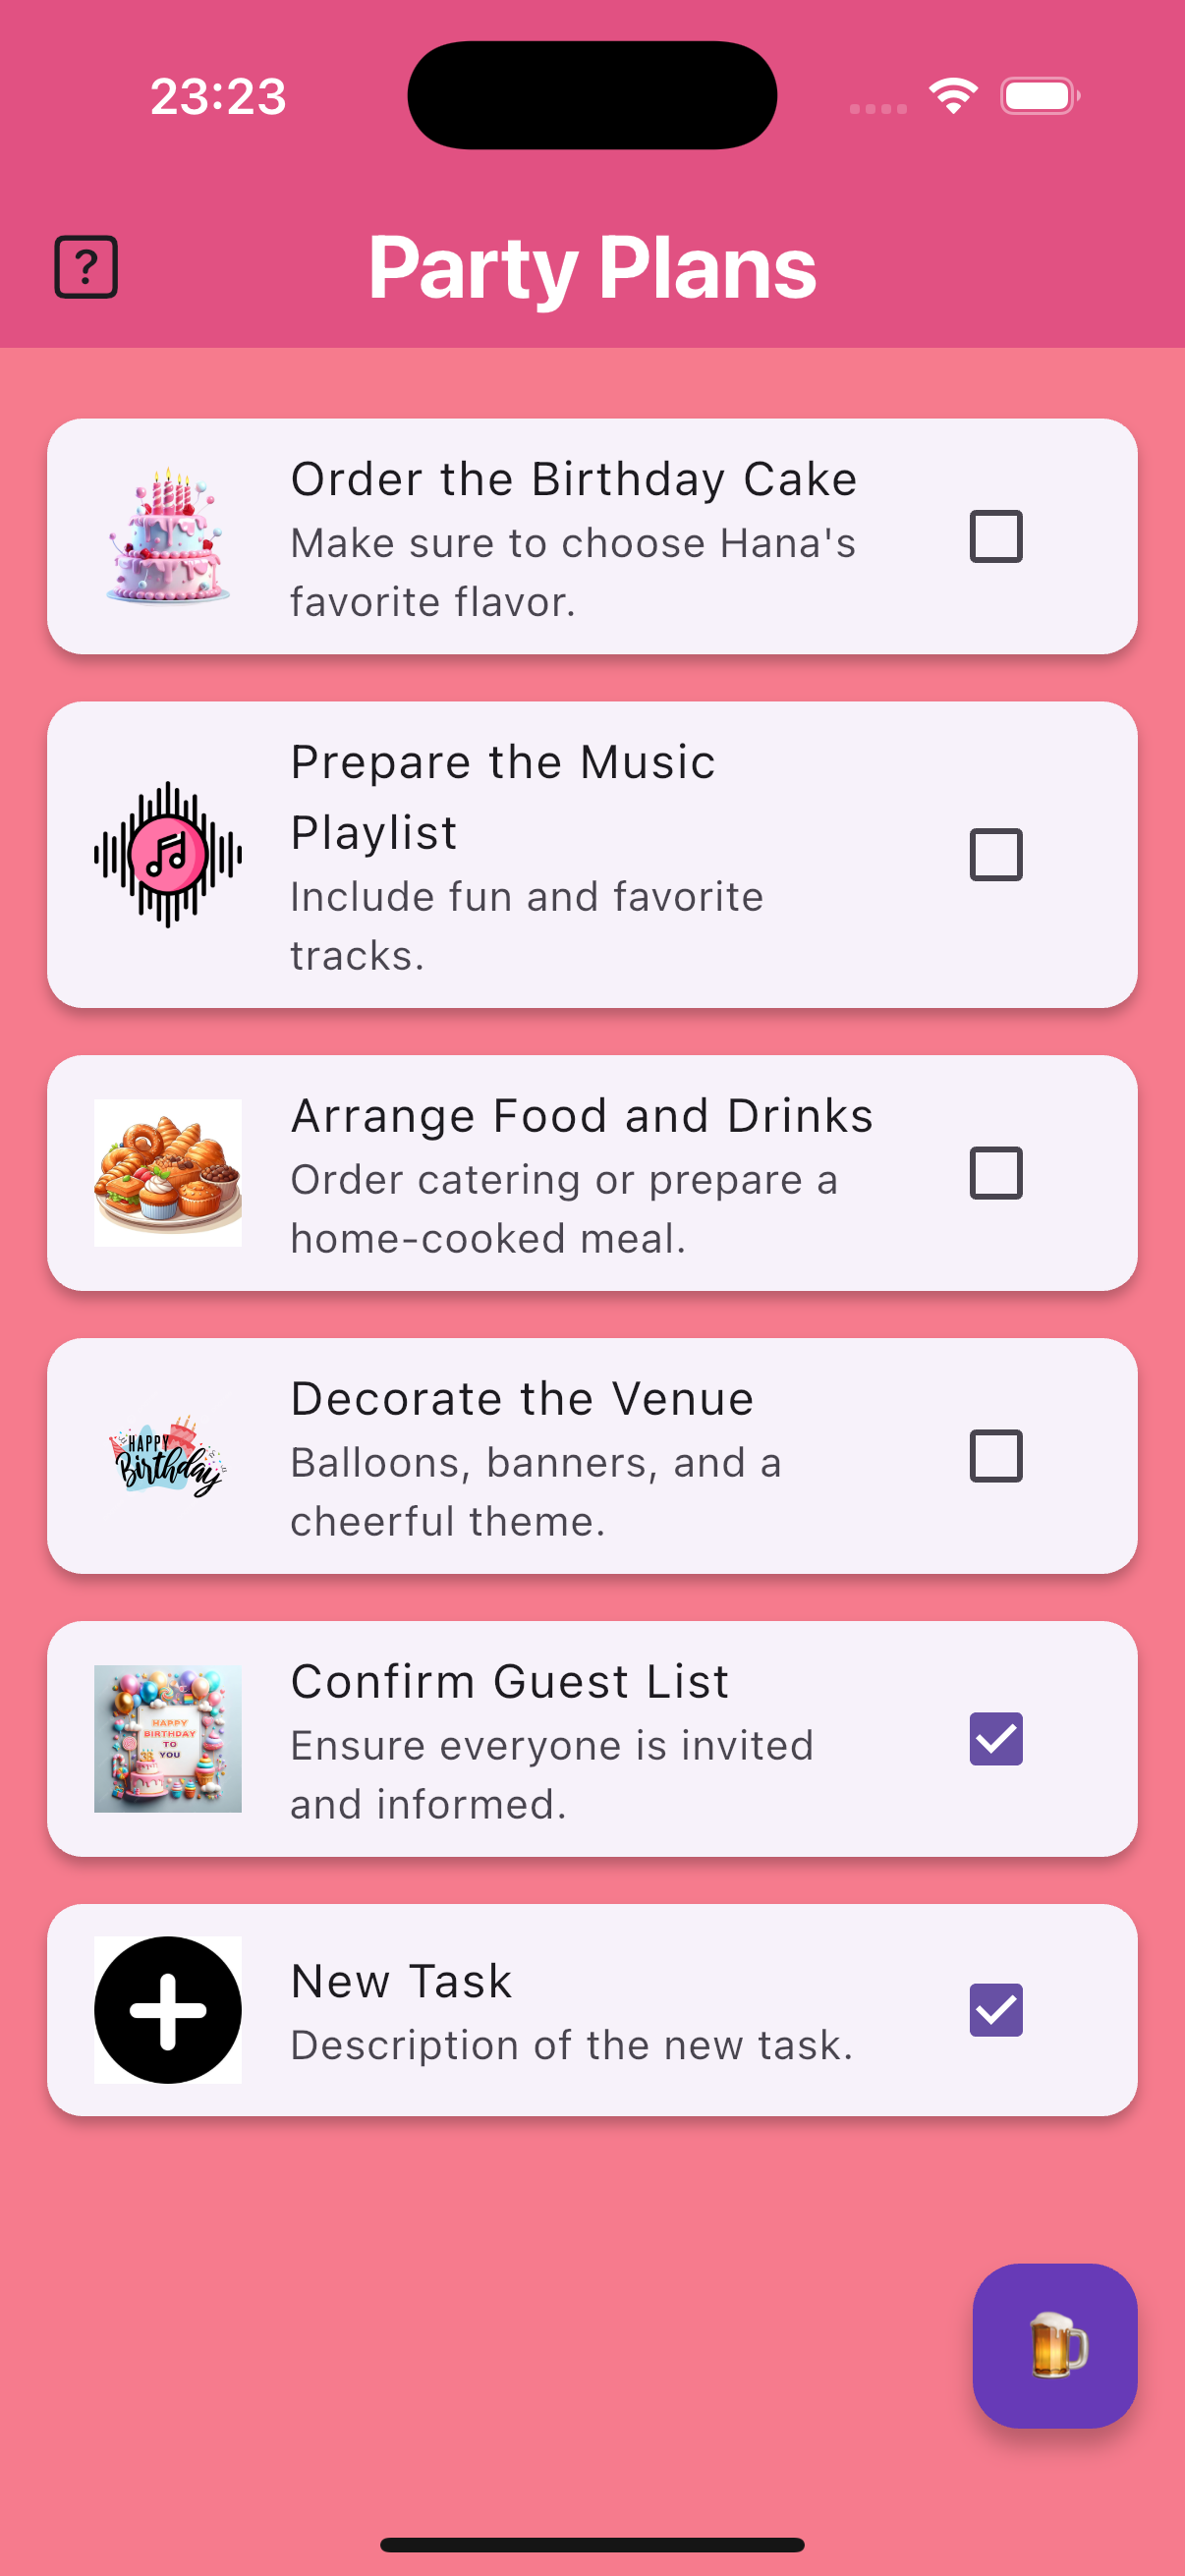 23:23
?
Party Plans
Order the Birthday Cake
Make sure to choose Hana's
favorite flavor.
Prepare the Music
Playlist
Include fun and favorite
tracks.
Arrange Food and Drinks
Order catering or prepare a
home-cooked meal.
HAPPY
Birthday
Decorate the Venue
Balloons, banners, and a
cheerful theme.
HAPPY
BIRTHDAY
TO
YOU
Confirm Guest List
Ensure everyone is invited
and informed.
New Task
Description of the new task.